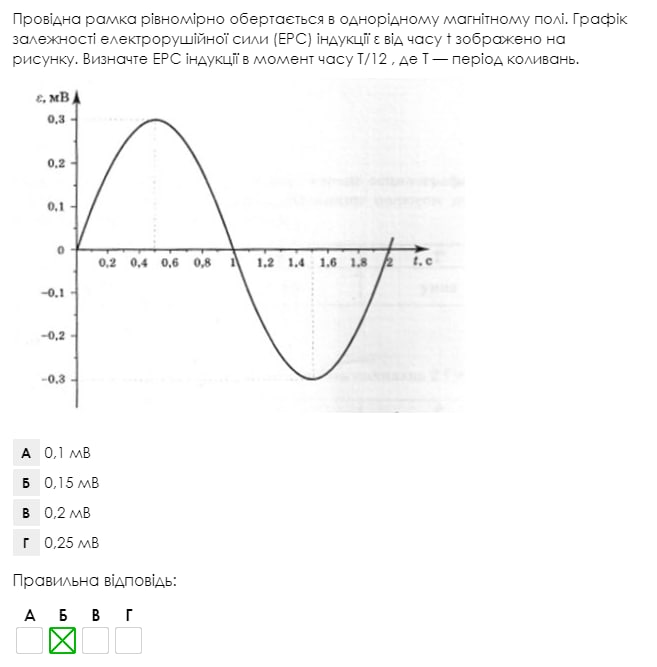 Провідна рамка рівномірно обертається в однорідному магнітному полі. Графік
залежності електрорушійної сили (ЕРС) індукції ε від часу t зображено на
рисунку. Визначте ЕРС індукції в момент часу T/12 , де T — період коливань.
ε, мВ
0,3
0,2
0,1
0
0,2 0,4 0,6 0,8 1 1,2 1,4 1,6 1,8 2 t, с
−0,1
−0,2
−0,3
А 0,1 мВ
Б 0,15 мВ
В 0,2 мВ
Г 0,25 мВ
Правильна відповідь:
А Б В Г